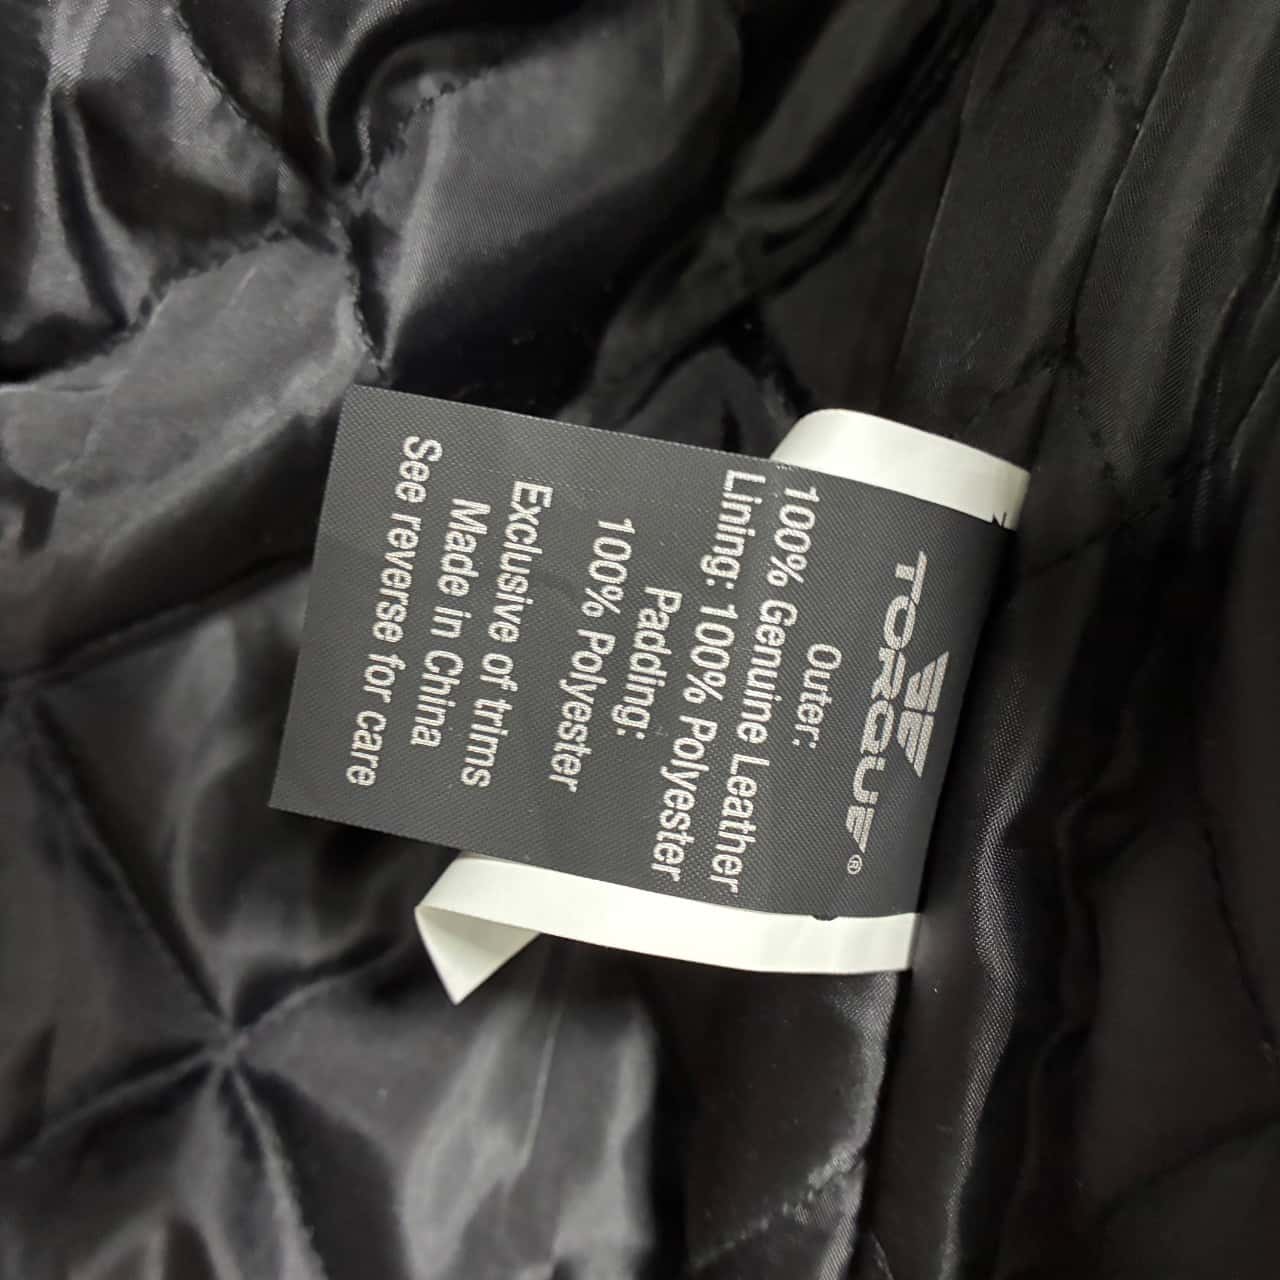 TORQUE®
Outer:
100% Genuine Leather
Lining: 100% Polyester
Padding:
100% Polyester
Exclusive of trims
Made in China
See reverse for care